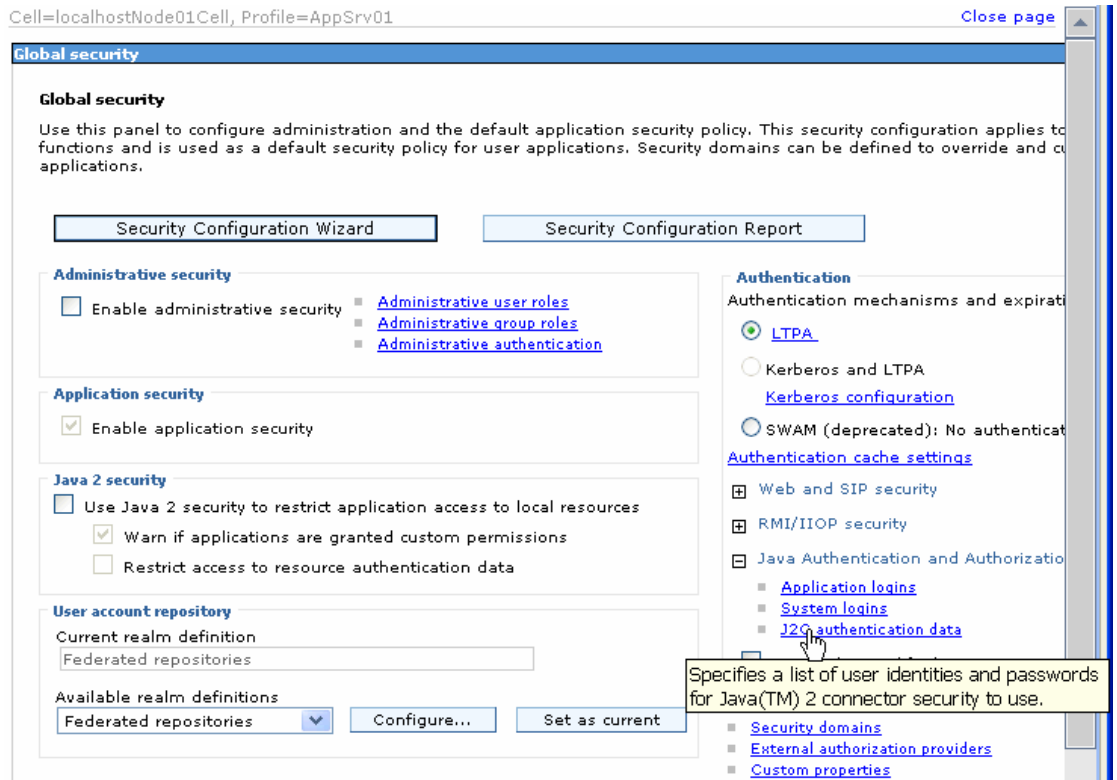 Cell=localhostNode01Cell, Profile=AppSrv01
Close page
Global security
Global security
Use this panel to configure administration and the default application security policy. This security configuration applies to
functions and is used as a default security policy for user applications. Security domains can be defined to override and cu
applications.
Security Configuration Wizard
Security Configuration Report
Administrative security
Enable administrative security
Administrative user roles
Administrative group roles
Administrative authentication
Application security
Enable application security
Java 2 security
Use Java 2 security to restrict application access to local resources
Warn if applications are granted custom permissions
Restrict access to resource authentication data
User account repository
Current realm definition
Federated repositories
Available realm definitions
Federated repositories
Configure...
Set as current
Authentication
Authentication mechanisms and expirati
LTPA
Kerberos and LTPA
Kerberos configuration
SWAM (deprecated): No authenticat
Authentication cache settings
Web and SIP security
RMI/IIOP security
Java Authentication and Authorizatio
Application logins
System logins
J2C authentication data
Specifies a list of user identities and passwords
for Java(TM) 2 connector security to use.
Security domains
External authorization providers
Custom properties